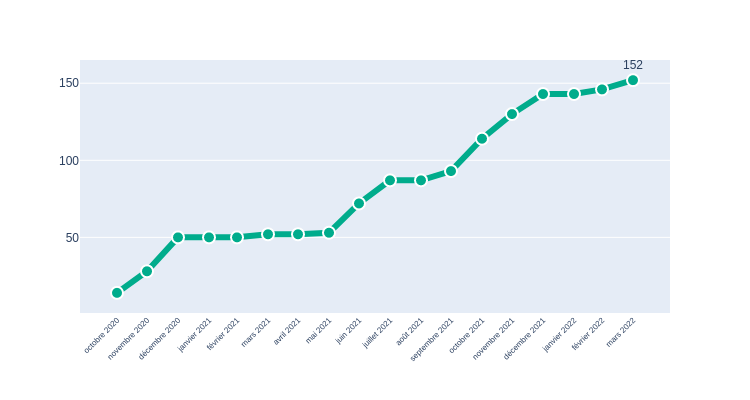 152
150
100
50
octobre 2020
novembre 2020
décembre 2020
janvier 2021
février 2021
mars 2021
avril 2021
mai 2021
juin 2021
juillet 2021
août 2021
septembre 2021
octobre 2021
novembre 2021
décembre 2021
janvier 2022
février 2022
mars 2022